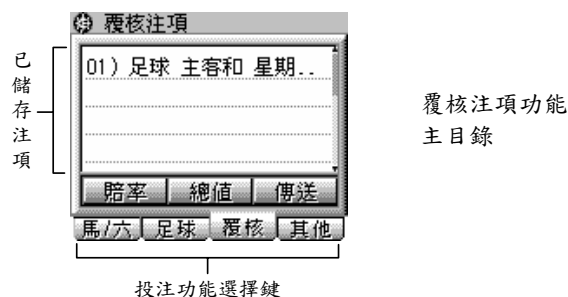 覆核注項
已儲存注項
01) 足球 主客和 星期..
賠率 總值 傳送
馬/六 足球 覆核 其他
投注功能選擇鍵
覆核注項功能
主目錄